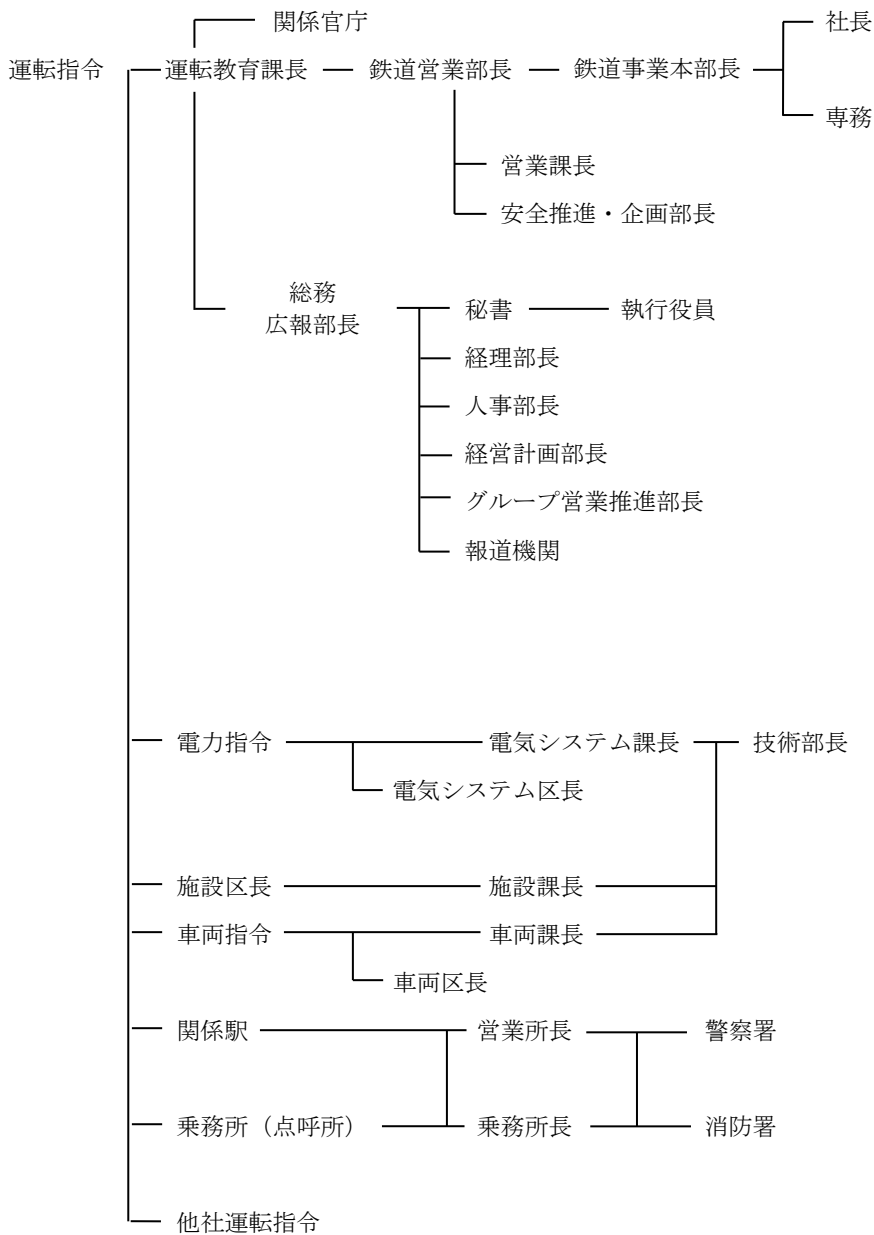 関係官庁
社長
運転指令
運転教育課長
鉄道営業部長
鉄道事業本部長
専務
営業課長
安全推進・企画部長
総務
広報部長
秘書
執行役員
経理部長
人事部長
経営計画部長
グループ営業推進部長
報道機関
電力指令
電気システム課長
技術部長
電気システム区長
施設区長
施設課長
車両指令
車両課長
車両区長
関係駅
営業所長
警察署
乗務所（点呼所）
乗務所長
消防署
他社運転指令